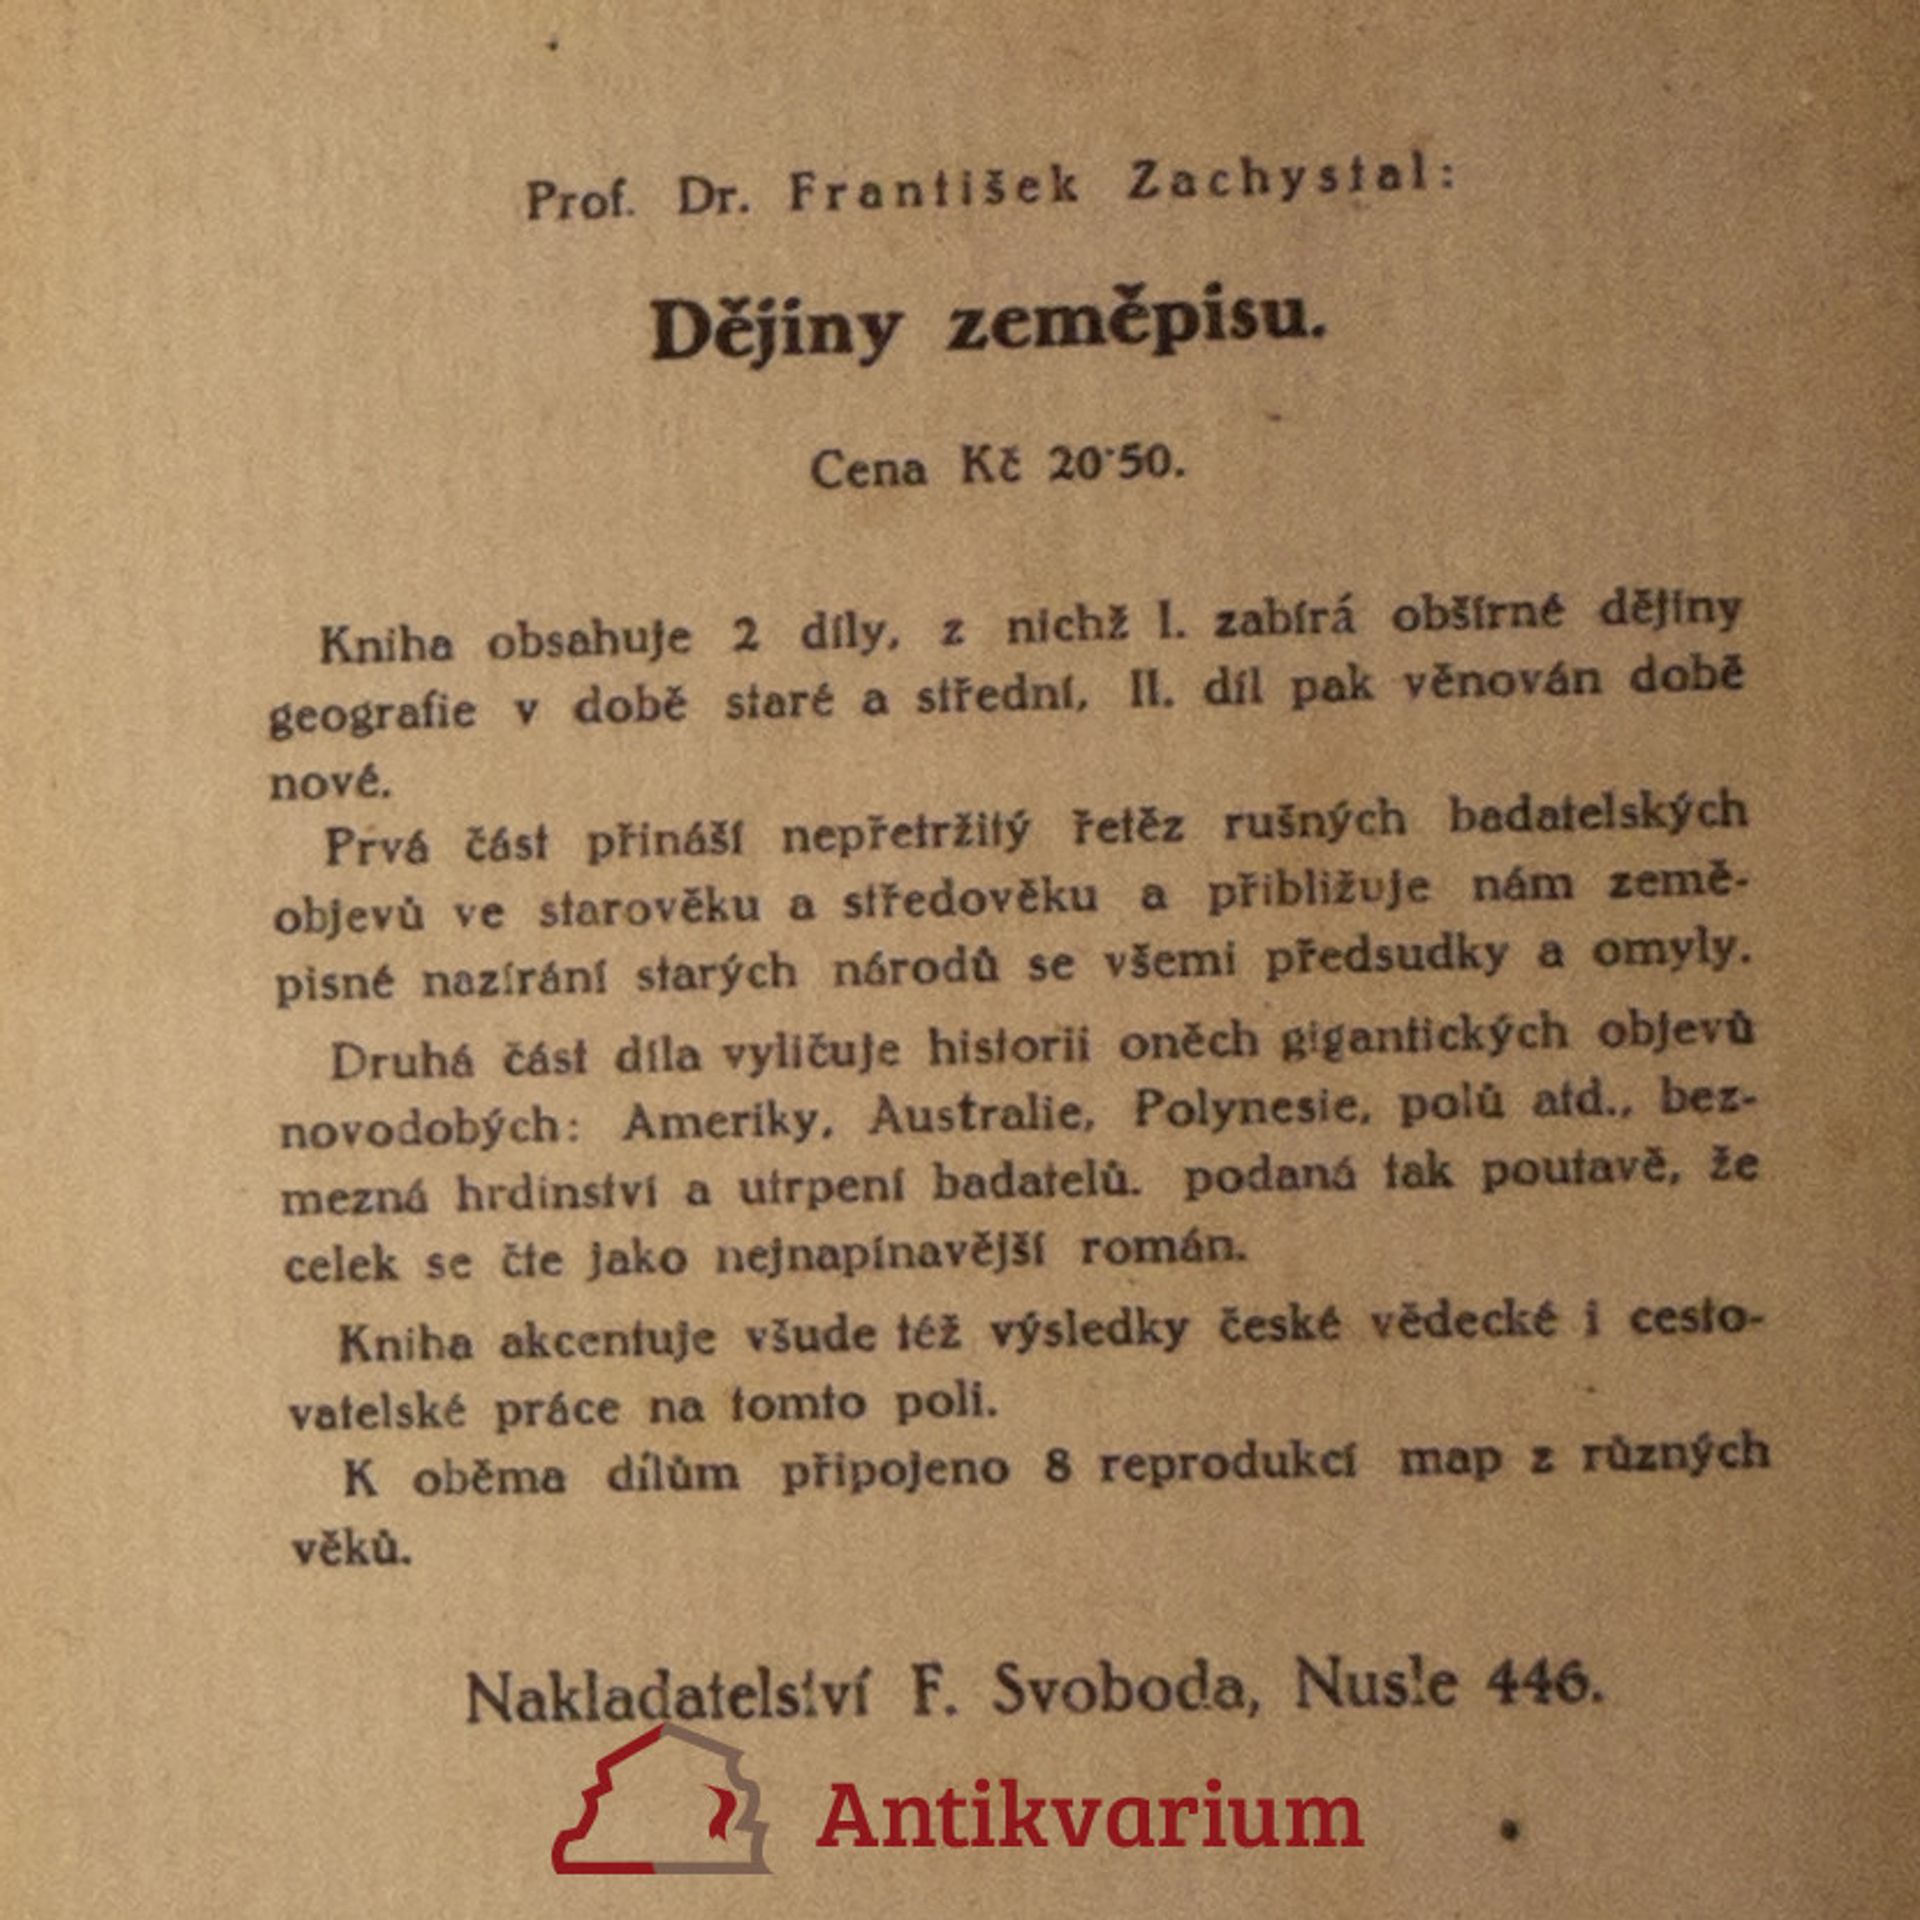 Prof. Dr. František Zachystal:
Dějiny zeměpisu.
Cena Kč 20·50.
Kniha obsahuje 2 díly, z nichž I. zabírá obšírné dějiny
geografie v době staré a střední, II. díl pak věnován době
nové.
Prvá část přináší nepřetržitý řetěz rušných badatelských
objevů ve starověku a středověku a přibližuje nám země-
pisné nazírání starých národů se všemi předsudky a omyly.
Druhá část díla vyličuje historii oněch gigantických objevů
novodobých: Ameriky, Australie, Polynesie, polů atd., bez-
mezná hrdinství a utrpení badatelů. podaná tak poutavě, že
celek se čte jako nejnapínavější román.
Kniha akcentuje všude též výsledky české vědecké i cesto-
vatelské práce na tomto poli.
K oběma dílům připojeno 8 reprodukcí map z různých
věků.
Nakladatelství F. Svoboda, Nusle 446.
Antikvarium